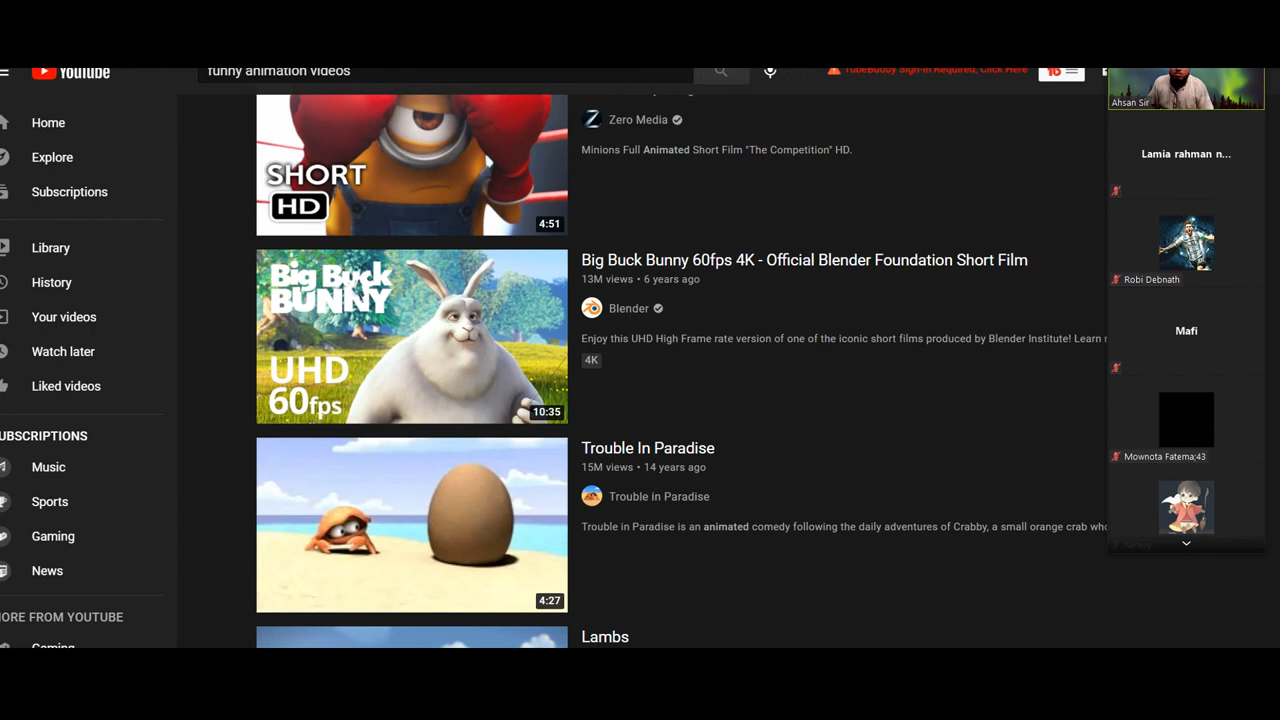 YouTube
funny animation videos
TubeBuddy Sign-In Required, Click Here
Home
Explore
Subscriptions
Library
History
Your videos
Watch later
Liked videos
UBSCRIPTIONS
Music
Sports
Gaming
News
ORE FROM YOUTUBE
Gaming
SHORT
HD
4:51
Zero Media
Minions Full Animated Short Film "The Competition" HD.
Big Buck
BUNNY
UHD
60fps
10:35
Big Buck Bunny 60fps 4K - Official Blender Foundation Short Film
13M views • 6 years ago
Blender
Enjoy this UHD High Frame rate version of one of the iconic short films produced by Blender Institute! Learn
4K
4:27
Trouble In Paradise
15M views • 14 years ago
Trouble in Paradise
Trouble in Paradise is an animated comedy following the daily adventures of Crabby, a small orange crab who
Lambs
Ahsan Sir
Lamia rahman n...
Robi Debnath
Mafi
Mownota Fatema;43